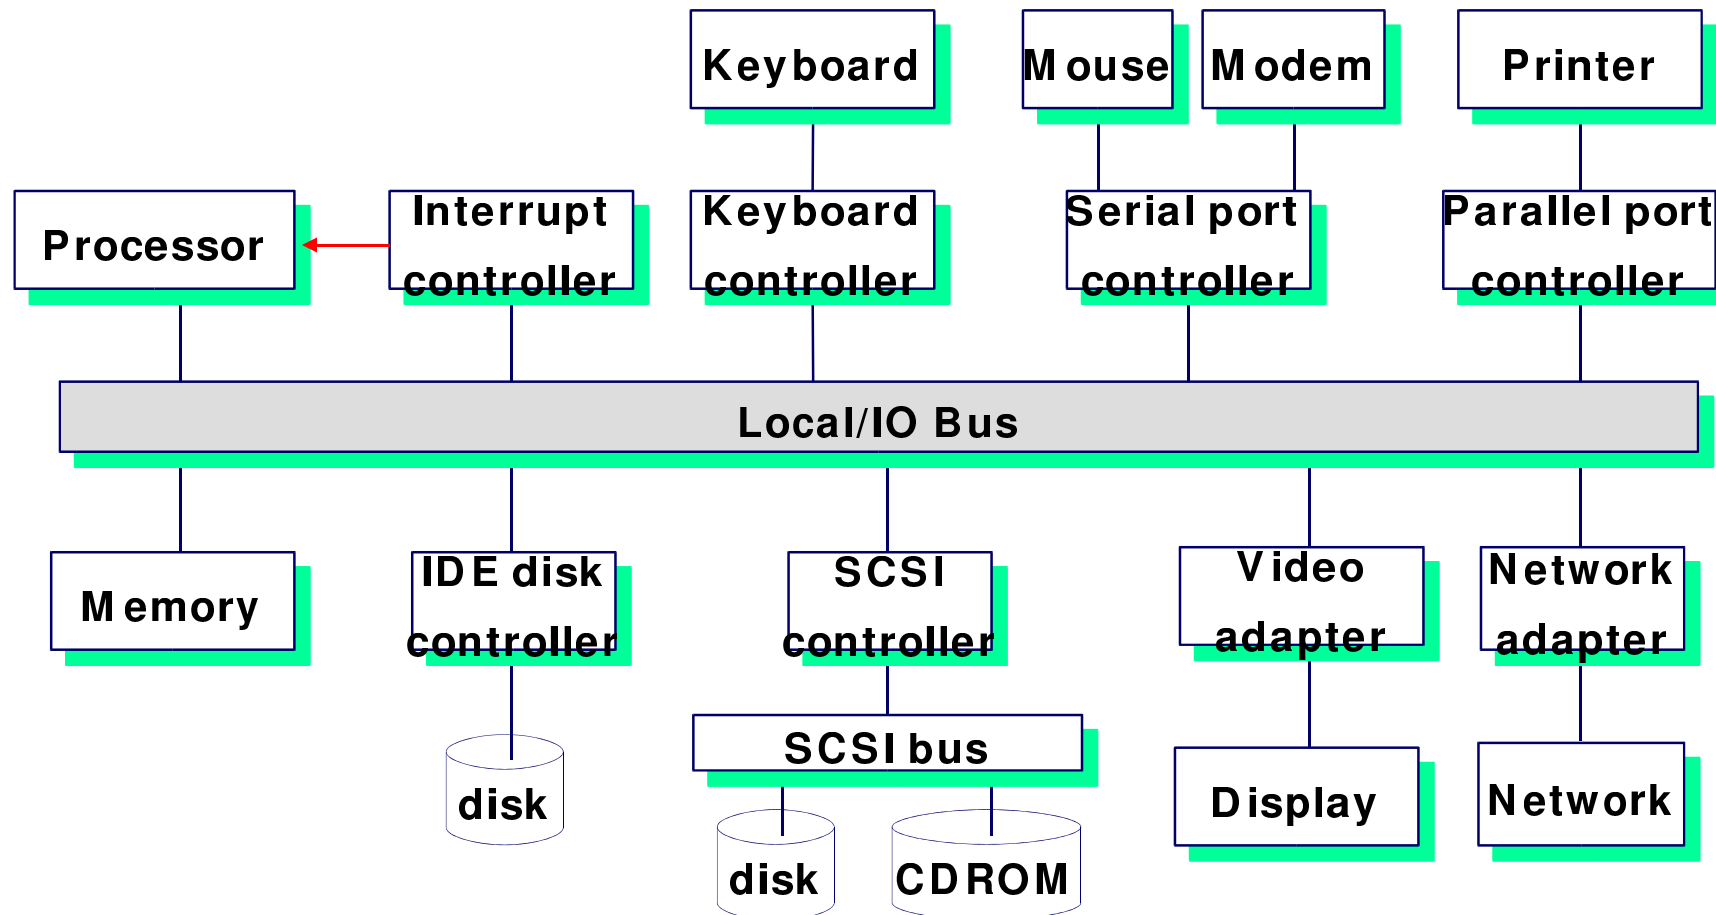 Keyboard
Mouse
Modem
Printer
Processor
Interrupt
controller
Keyboard
controller
Serial port
controller
Parallel port
controller
Local/IO Bus
Memory
IDE disk
controller
SCSI
controller
Video
adapter
Network
adapter
SCSI bus
disk
disk
CDROM
Display
Network